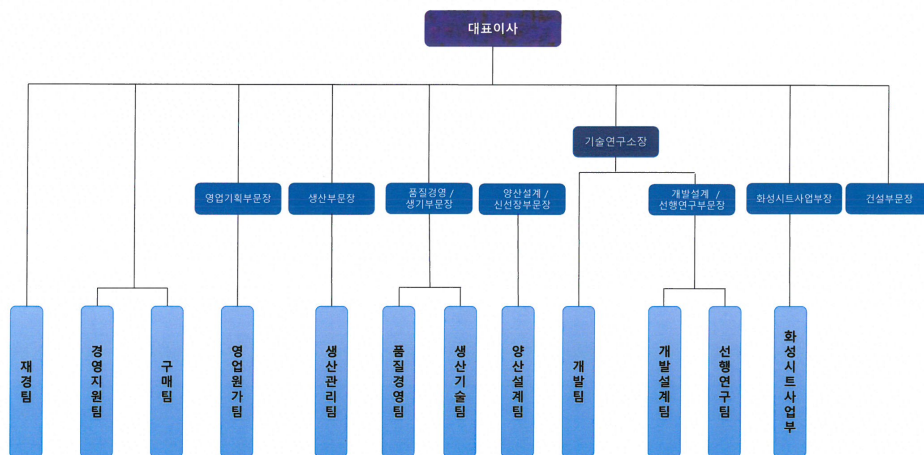 대표이사
기술연구소장
영업기획부문장
생산부문장
품질경영 /
생기부문장
양산설계 /
신선장부문장
개발설계 /
선행연구부문장
화성시트사업부장
건설부문장
재경팀
경영지원팀
구매팀
영업원가팀
생산관리팀
품질경영팀
생산기술팀
양산설계팀
개발팀
개발설계팀
선행연구팀
화성시트사업부